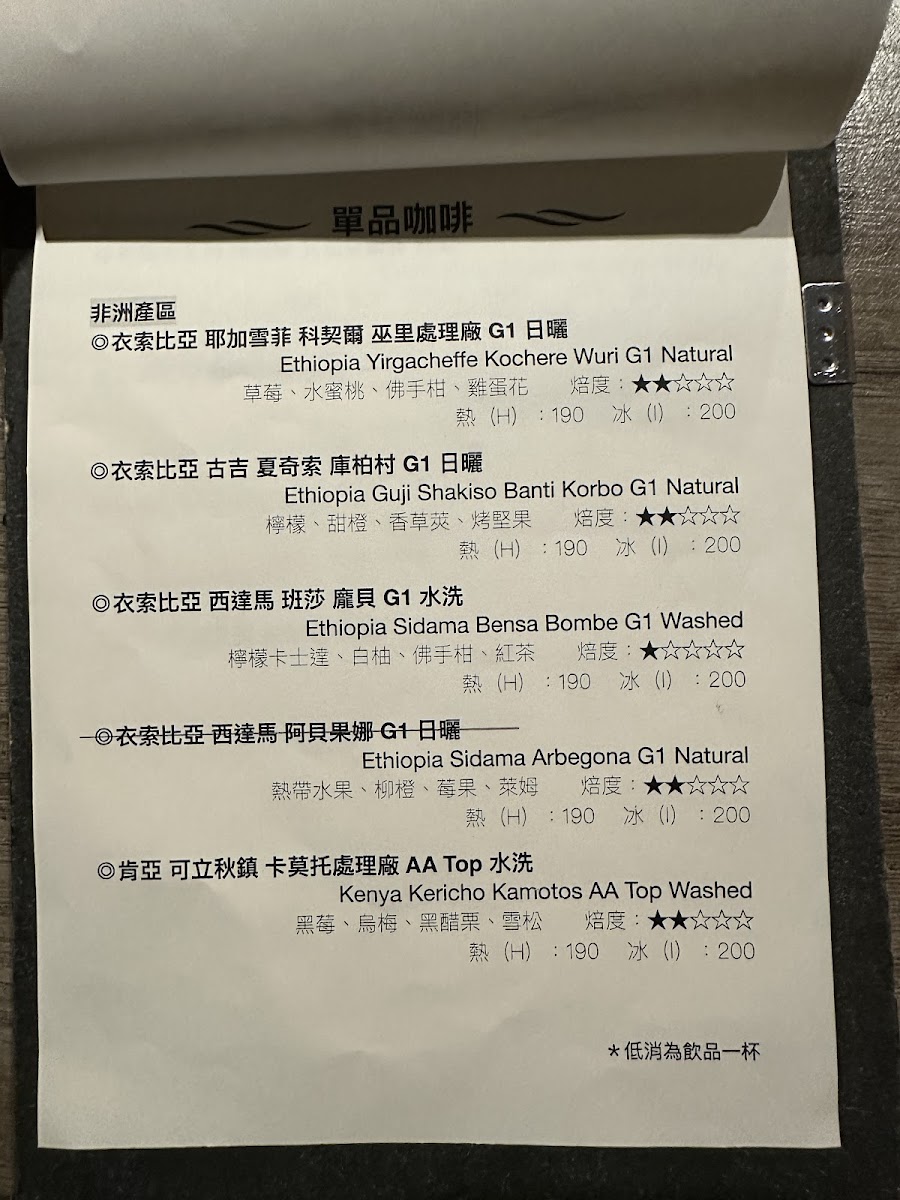 單品咖啡
非洲產區
◎衣索比亞 耶加雪菲 科契爾 巫里處理廠 G1 日曬
Ethiopia Yirgacheffe Kochere Wuri G1 Natural
草莓、水蜜桃、佛手柑、雞蛋花 焙度：★★☆☆☆
熱 (H) ：190 冰 (I) ：200
◎衣索比亞 古吉 夏奇索 庫柏村 G1 日曬
Ethiopia Guji Shakiso Banti Korbo G1 Natural
檸檬、甜橙、香草莢、烤堅果 焙度：★★☆☆☆
熱 (H) ：190 冰 (I) ：200
◎衣索比亞 西達馬 班莎 龐貝 G1 水洗
Ethiopia Sidama Bensa Bombe G1 Washed
檸檬卡士達、白柚、佛手柑、紅茶 焙度：★☆☆☆☆
熱 (H) ：190 冰 (I) ：200
◎衣索比亞 西達馬 阿貝果娜 G1 日曬
Ethiopia Sidama Arbegona G1 Natural
熱帶水果、柳橙、莓果、萊姆 焙度：★★☆☆☆
熱 (H) ：190 冰 (I) ：200
◎肯亞 可立秋鎮 卡莫托處理廠 AA Top 水洗
Kenya Kericho Kamotos AA Top Washed
黑莓、烏梅、黑醋栗、雪松 焙度：★★☆☆☆
熱 (H) ：190 冰 (I) ：200
＊低消為飲品一杯